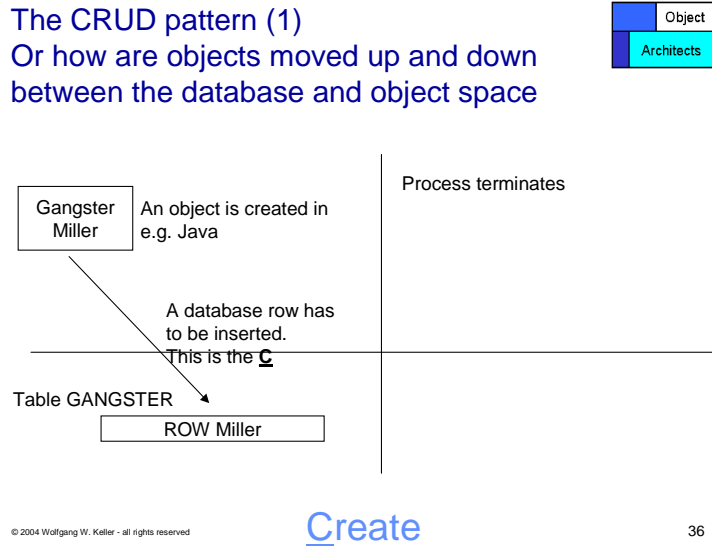 The CRUD pattern (1)
Or how are objects moved up and down
between the database and object space
Object
Architects
Gangster
Miller
An object is created in
e.g. Java
Process terminates
A database row has
to be inserted.
This is the C
Table GANGSTER
ROW Miller
© 2004 Wolfgang W. Keller - all rights reserved
Create
36